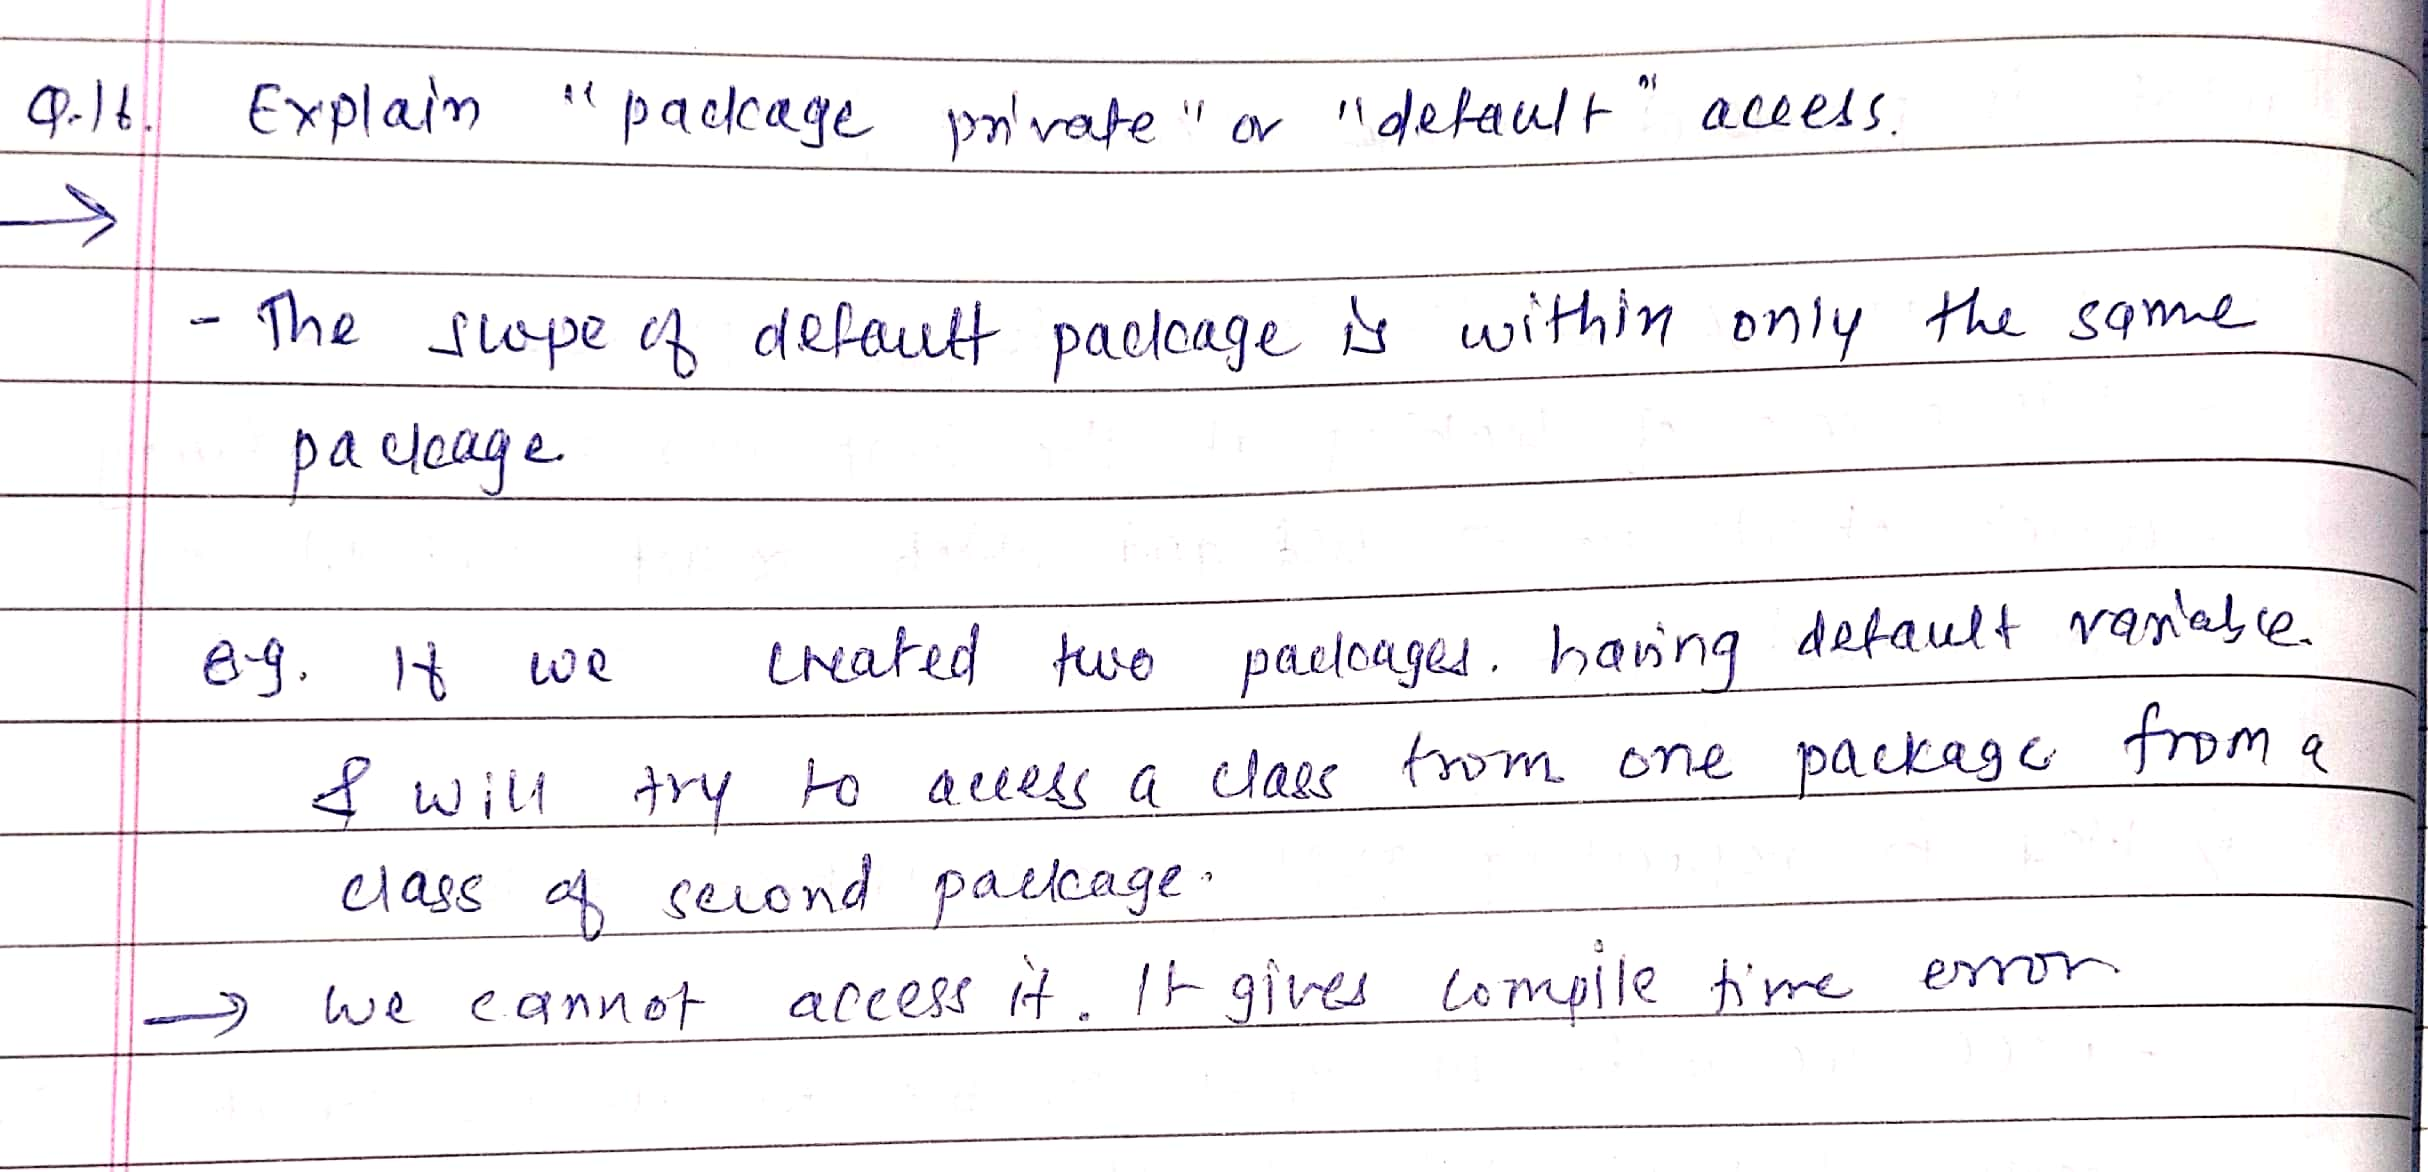 Q.16. Explain "package private" or "default" access.
→
- The scope of default package is within only the same
package
e.g. If we created two packages. having default variable
& will try to access a class from one package from a
class of second package.
→ we cannot access it. It gives compile time error